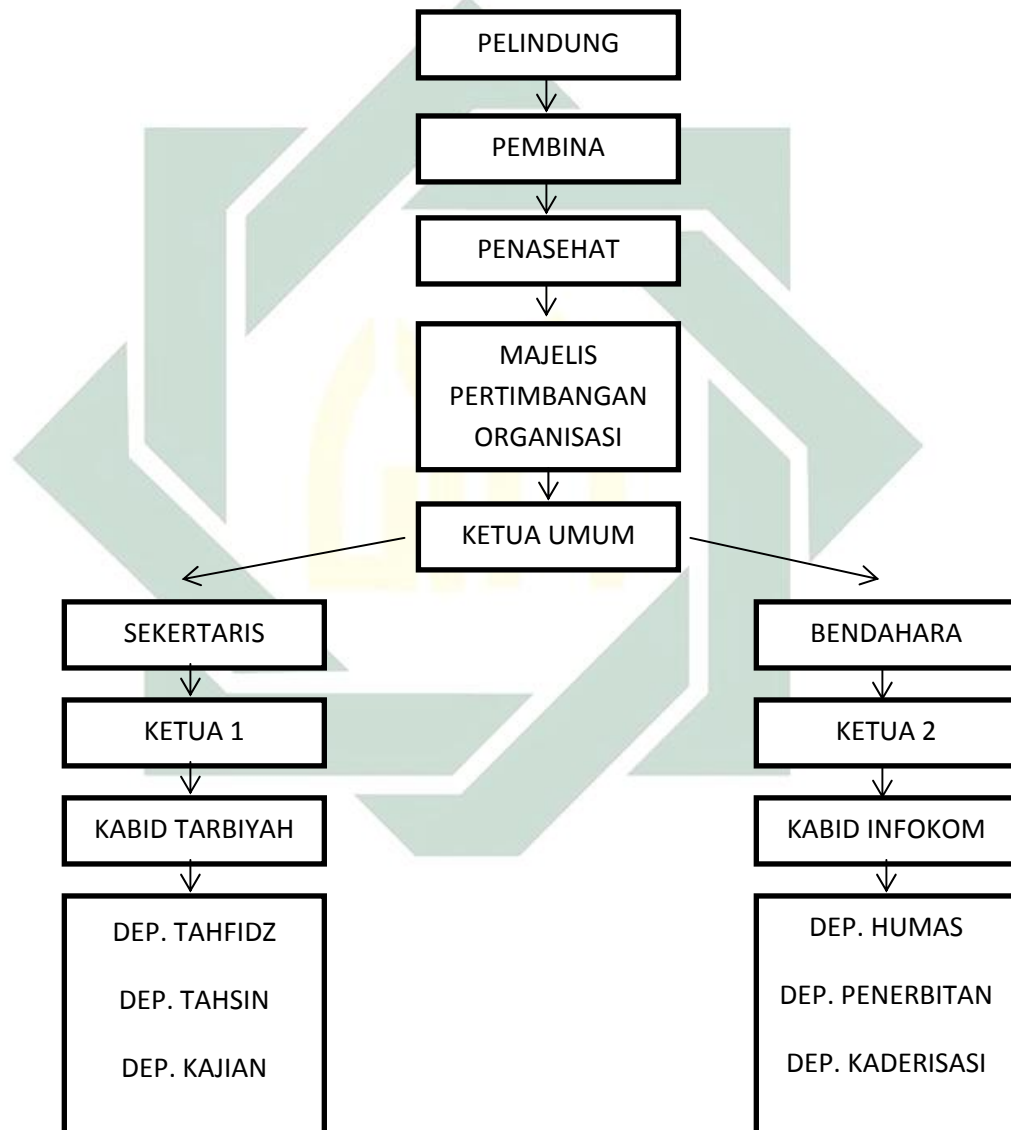 PELINDUNG
PEMBINA
PENASEHAT
MAJELIS
PERTIMBANGAN
ORGANISASI
KETUA UMUM
SEKERTARIS
BENDAHARA
KETUA 1
KETUA 2
KABID TARBIYAH
KABID INFOKOM
DEP. TAHFIDZ
DEP. TAHSIN
DEP. KAJIAN
DEP. HUMAS
DEP. PENERBITAN
DEP. KADERISASI